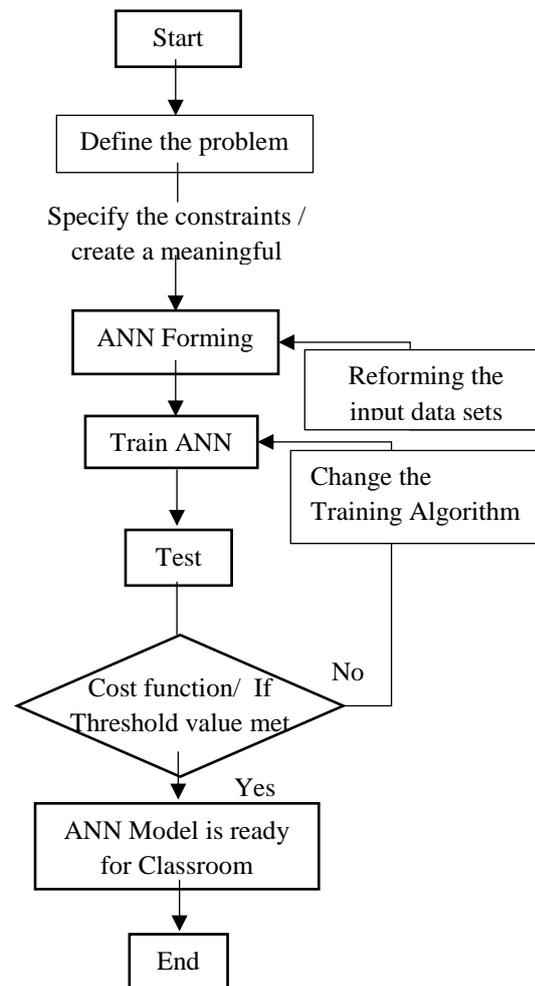 Start
Define the problem
Specify the constraints /
create a meaningful
ANN Forming
Reforming the
input data sets
Train ANN
Change the
Training Algorithm
Test
No
Cost function/ If
Threshold value met
Yes
ANN Model is ready
for Classroom
End